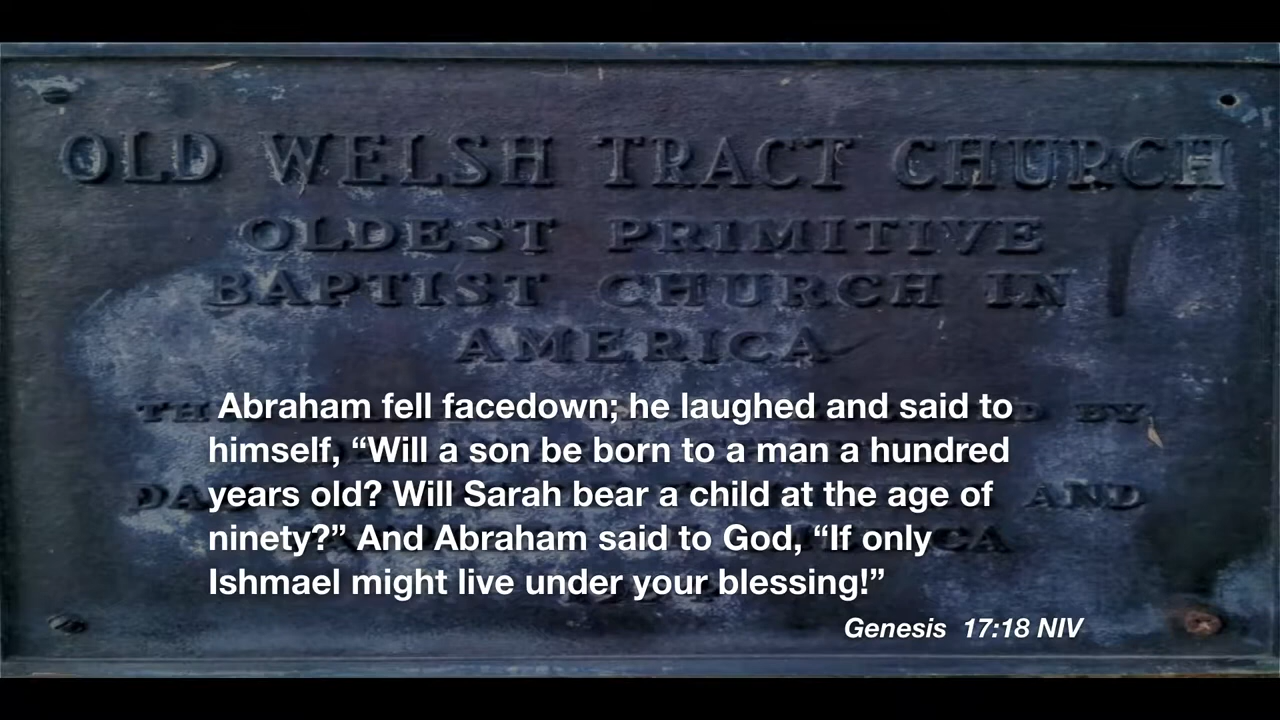 OLD WELSH TRACT CHURCH
OLDEST PRIMITIVE
BAPTIST CHURCH IN
AMERICA
Abraham fell facedown; he laughed and said to
himself, “Will a son be born to a man a hundred
years old? Will Sarah bear a child at the age of
ninety?” And Abraham said to God, “If only
Ishmael might live under your blessing!”
Genesis 17:18 NIV
BY
AND